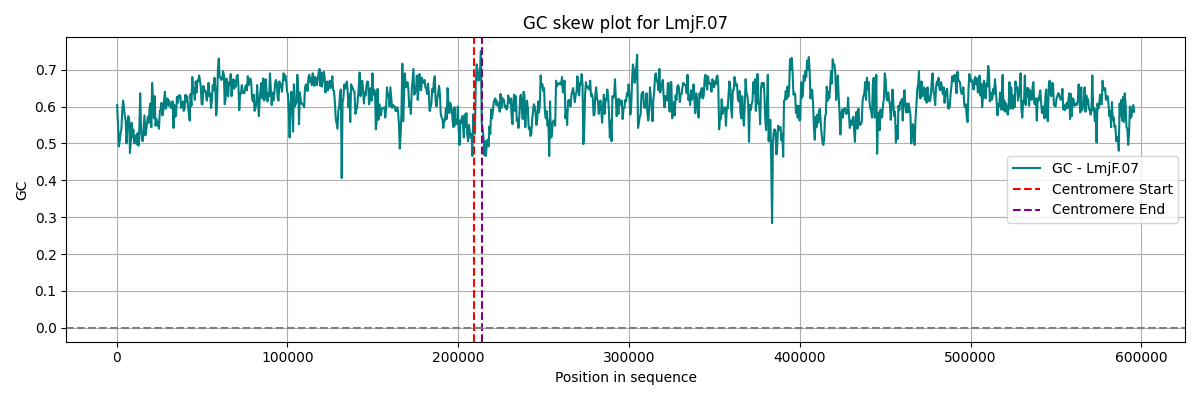 GC skew plot for LmjF.07
GC
0.7
0.6
0.5
0.4
0.3
0.2
0.1
0.0
GC - LmjF.07
Centromere Start
Centromere End
0 100000 200000 300000 400000 500000 600000
Position in sequence